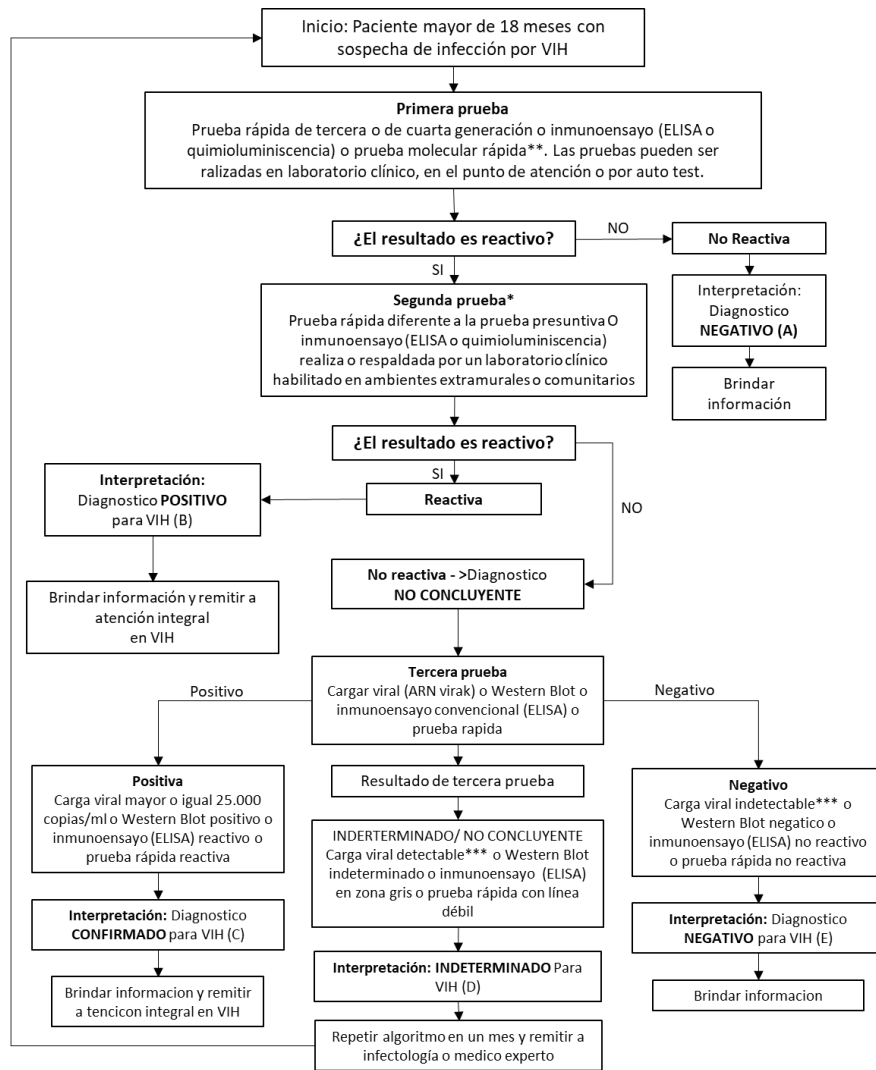 Inicio: Paciente mayor de 18 meses con
sospecha de infección por VIH
Primera prueba
Prueba rápida de tercera o de cuarta generación o inmunoensayo (ELISA o
quimioluminiscencia) o prueba molecular rápida**. Las pruebas pueden ser
ralizadas en laboratorio clínico, en el punto de atención o por auto test.
¿El resultado es reactivo?
NO
No Reactiva
SI
Interpretación:
Diagnostico
NEGATIVO (A)
Brindar
información
Segunda prueba*
Prueba rápida diferente a la prueba presuntiva O
inmunoensayo (ELISA o quimioluminiscencia)
realiza o respaldada por un laboratorio clínico
habilitado en ambientes extramurales o comunitarios
¿El resultado es reactivo?
SI
NO
Reactiva
Interpretación:
Diagnostico POSITIVO
para VIH (B)
Brindar información y remitir a
atención integral
en VIH
No reactiva - >Diagnostico
NO CONCLUYENTE
Tercera prueba
Cargar viral (ARN virak) o Western Blot o
inmunoensayo convencional (ELISA) o
prueba rapida
Positivo
Negativo
Positiva
Carga viral mayor o igual 25.000
copias/ml o Western Blot positivo o
inmunoensayo (ELISA) reactivo o
prueba rápida reactiva
Interpretación: Diagnostico
CONFIRMADO para VIH (C)
Brindar informacion y remitir
a tencicon integral en VIH
Resultado de tercera prueba
INDERTERMINADO/ NO CONCLUYENTE
Carga viral detectable*** o Western Blot
indeterminado o inmunoensayo (ELISA)
en zona gris o prueba rápida con línea
débil
Interpretación: INDETERMINADO Para
VIH (D)
Repetir algoritmo en un mes y remitir a
infectología o medico experto
Negativo
Carga viral indetectable*** o
Western Blot negatico o
inmunoensayo (ELISA) no reactivo
o prueba rápida no reactiva
Interpretación: Diagnostico
NEGATIVO para VIH (E)
Brindar informacion